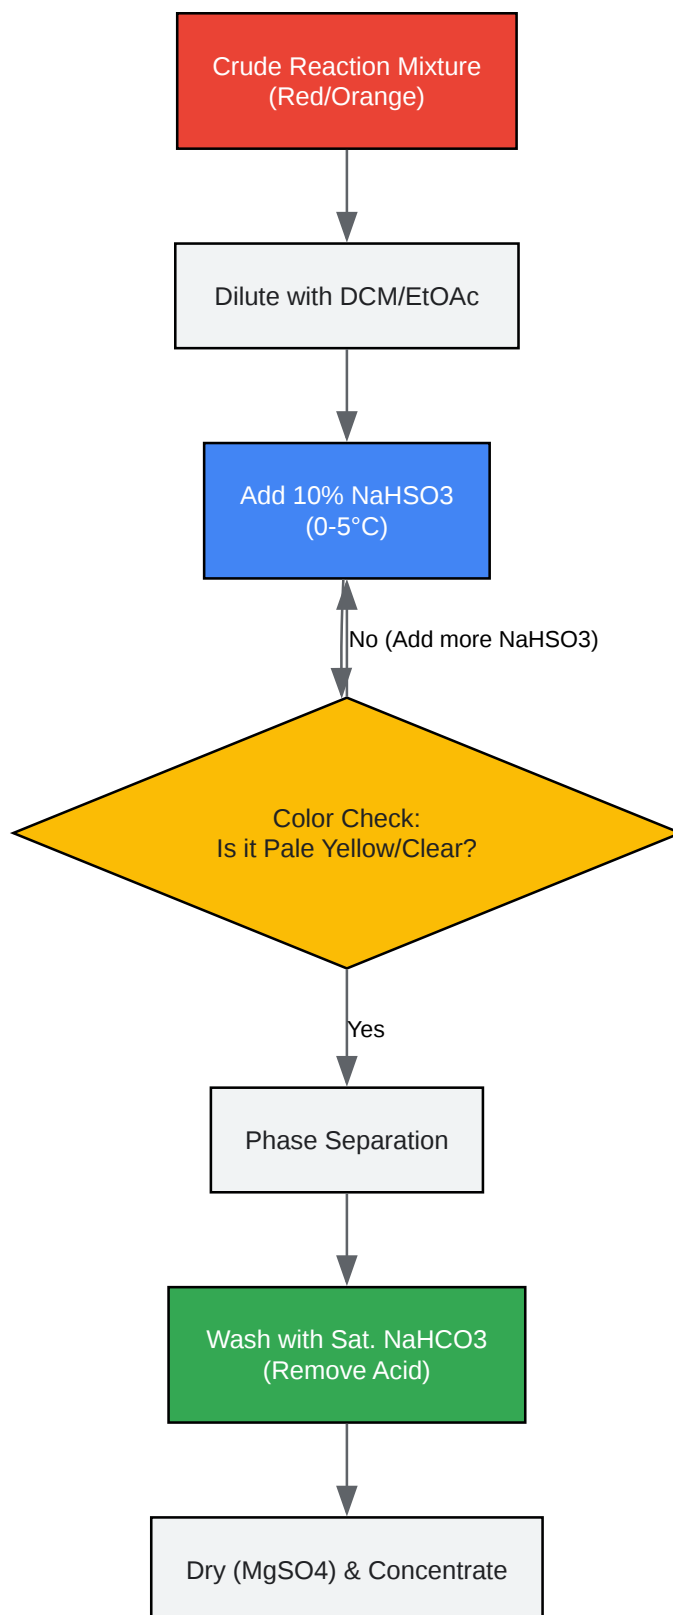 Crude Reaction Mixture
(Red/Orange)
Dilute with DCM/EtOAc
Add 10% NaHSO3
(0-5°C)
No (Add more NaHSO3)
Color Check:
Is it Pale Yellow/Clear?
Yes
Phase Separation
Wash with Sat. NaHCO3
(Remove Acid)
Dry (MgSO4) & Concentrate